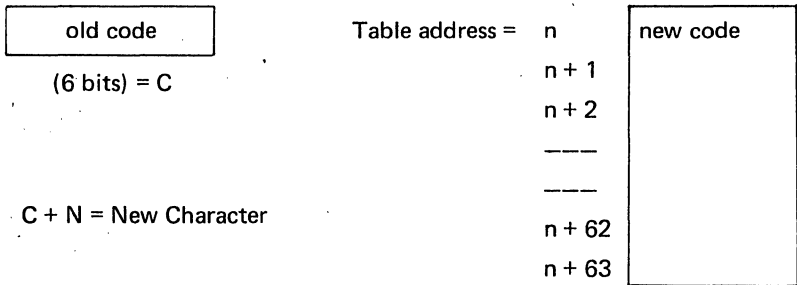 old code
(6 bits) = C
C + N = New Character
Table address = n
n + 1
n + 2
———
———
n + 62
n + 63
new code